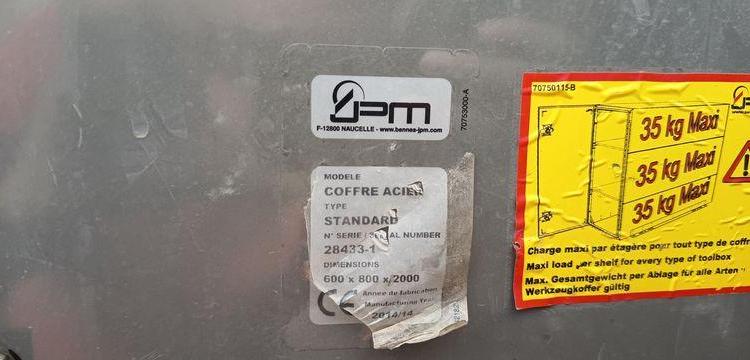 JPM
F-12800 NAUCELLE - www.bennes-jpm.com
70753000-A
MODELE
COFFRE ACIER
TYPE
STANDARD
N° SERIE / SERIAL NUMBER
28433-1
DIMENSIONS
600 x 800 x 2000
CE Année de fabrication
Manufacturing Year
2014/14
70750115-B
JPM
35 kg Maxi
35 kg Maxi
35 kg Maxi
Charge maxi par étagère pour tout type de coffr
Maxi load per shelf for every type of toolbox
Max. Gesamtgewicht per Ablage für alle Arten
Werkzeugkoffer gültig